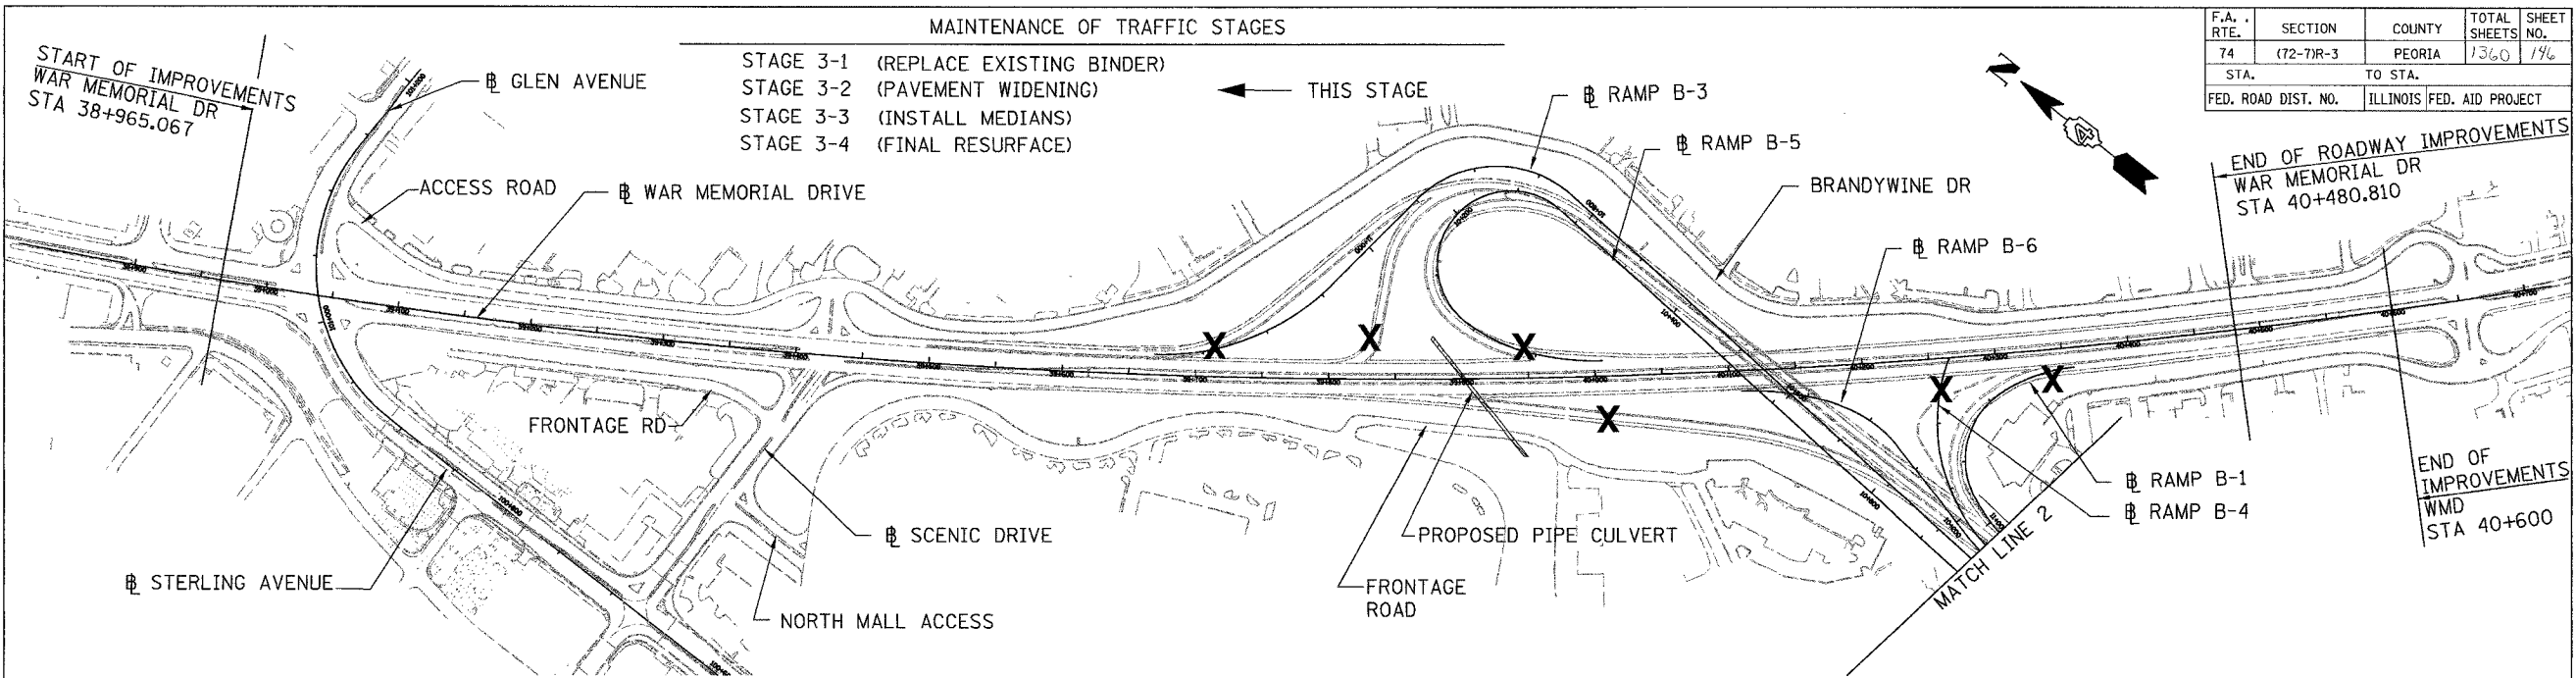 MAINTENANCE OF TRAFFIC STAGES
STAGE 3-1 (REPLACE EXISTING BINDER)
STAGE 3-2 (PAVEMENT WIDENING)
THIS STAGE
STAGE 3-3 (INSTALL MEDIANS)
STAGE 3-4 (FINAL RESURFACE)
F.A. . RTE.
SECTION
COUNTY
TOTAL SHEETS
SHEET NO.
74
(72-7)R-3
PEORIA
1360
146
STA.
TO STA.
FED. ROAD DIST. NO.
ILLINOIS
FED. AID PROJECT
START OF IMPROVEMENTS
WAR MEMORIAL DR
STA 38+965.067
℄ GLEN AVENUE
ACCESS ROAD
℄ WAR MEMORIAL DRIVE
℄ RAMP B-3
℄ RAMP B-5
BRANDYWINE DR
℄ RAMP B-6
N
END OF ROADWAY IMPROVEMENTS
WAR MEMORIAL DR
STA 40+480.810
X
X
X
X
X
X
FRONTAGE RD
℄ SCENIC DRIVE
℄ STERLING AVENUE
NORTH MALL ACCESS
PROPOSED PIPE CULVERT
FRONTAGE
ROAD
MATCH LINE 2
℄ RAMP B-1
℄ RAMP B-4
END OF
IMPROVEMENTS
WMD
STA 40+600